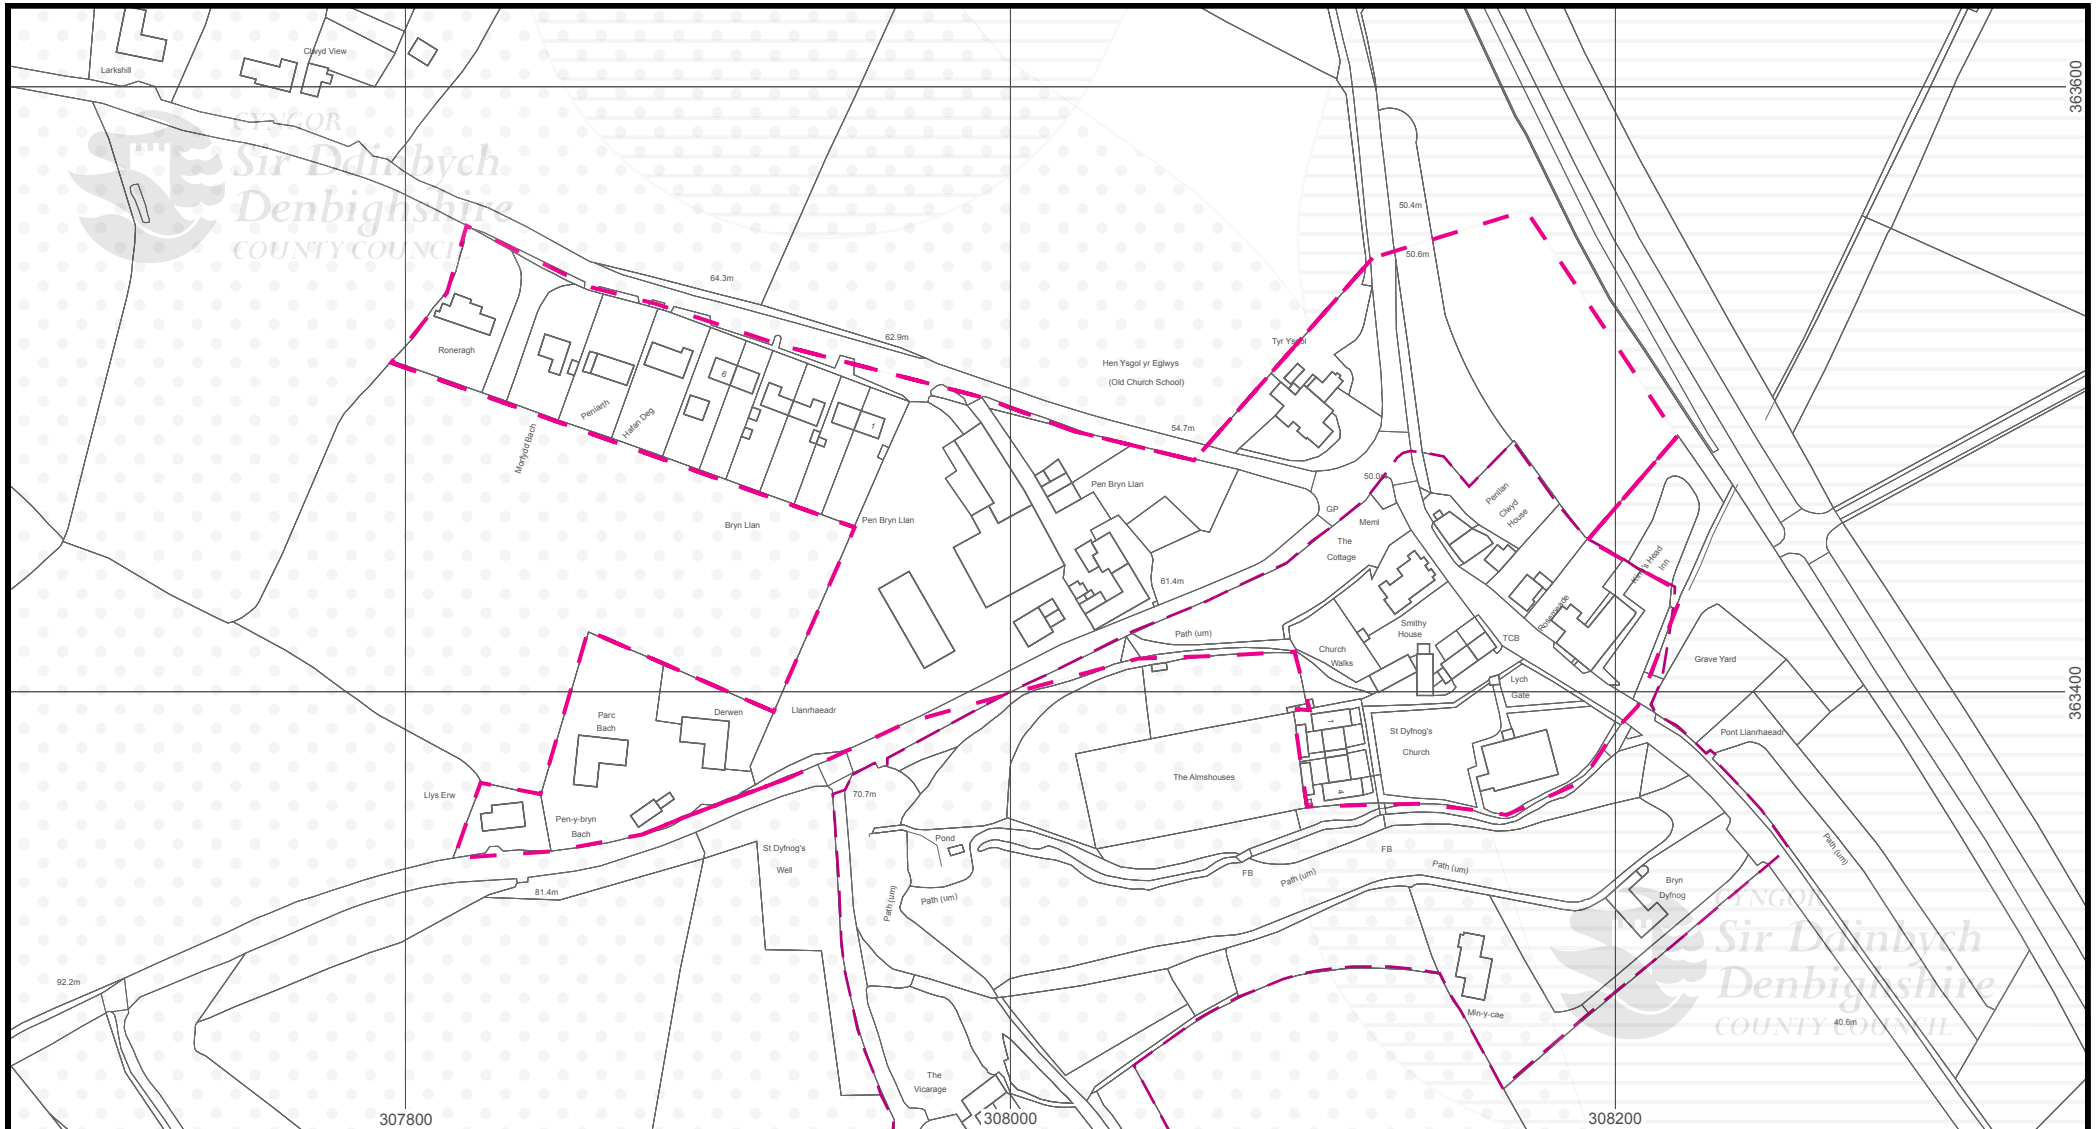 Larkshill
Clwyd View
CYNGOR
Sir Ddinbych
Denbighshire
COUNTY COUNCIL
363600
50.4m
50.6m
64.3m
62.9m
Tyr Ysgol
Hen Ysgol yr Eglwys
(Old Church School)
Roneragh
6
1
Peniarth
Hafan Deg
Morfydd Bach
54.7m
50.0m
Pen Bryn Llan
Bryn Llan
Pen Bryn Llan
GP
Meml
The
Cottage
Penllan
Clwyd
House
King's Head
Inn
61.4m
Rosemeade
Path (um)
Smithy
House
TCB
Church
Walks
Grave Yard
Lych
Gate
363400
Parc
Bach
Derwen
Llanrhaeadr
1
St Dyfnog's
Church
Pont Llanrhaeadr
The Almshouses
4
Llys Erw
70.7m
Pen-y-bryn
Bach
St Dyfnog's
Well
Pond
FB
FB
Path (um)
Path (um)
Path (um)
Path (um)
Path (um)
81.4m
Bryn
Dyfnog
CYNGOR
Sir Ddinbych
Denbighshire
COUNTY COUNCIL
92.2m
Min-y-cae
40.6m
The
Vicarage
307800
308000
308200